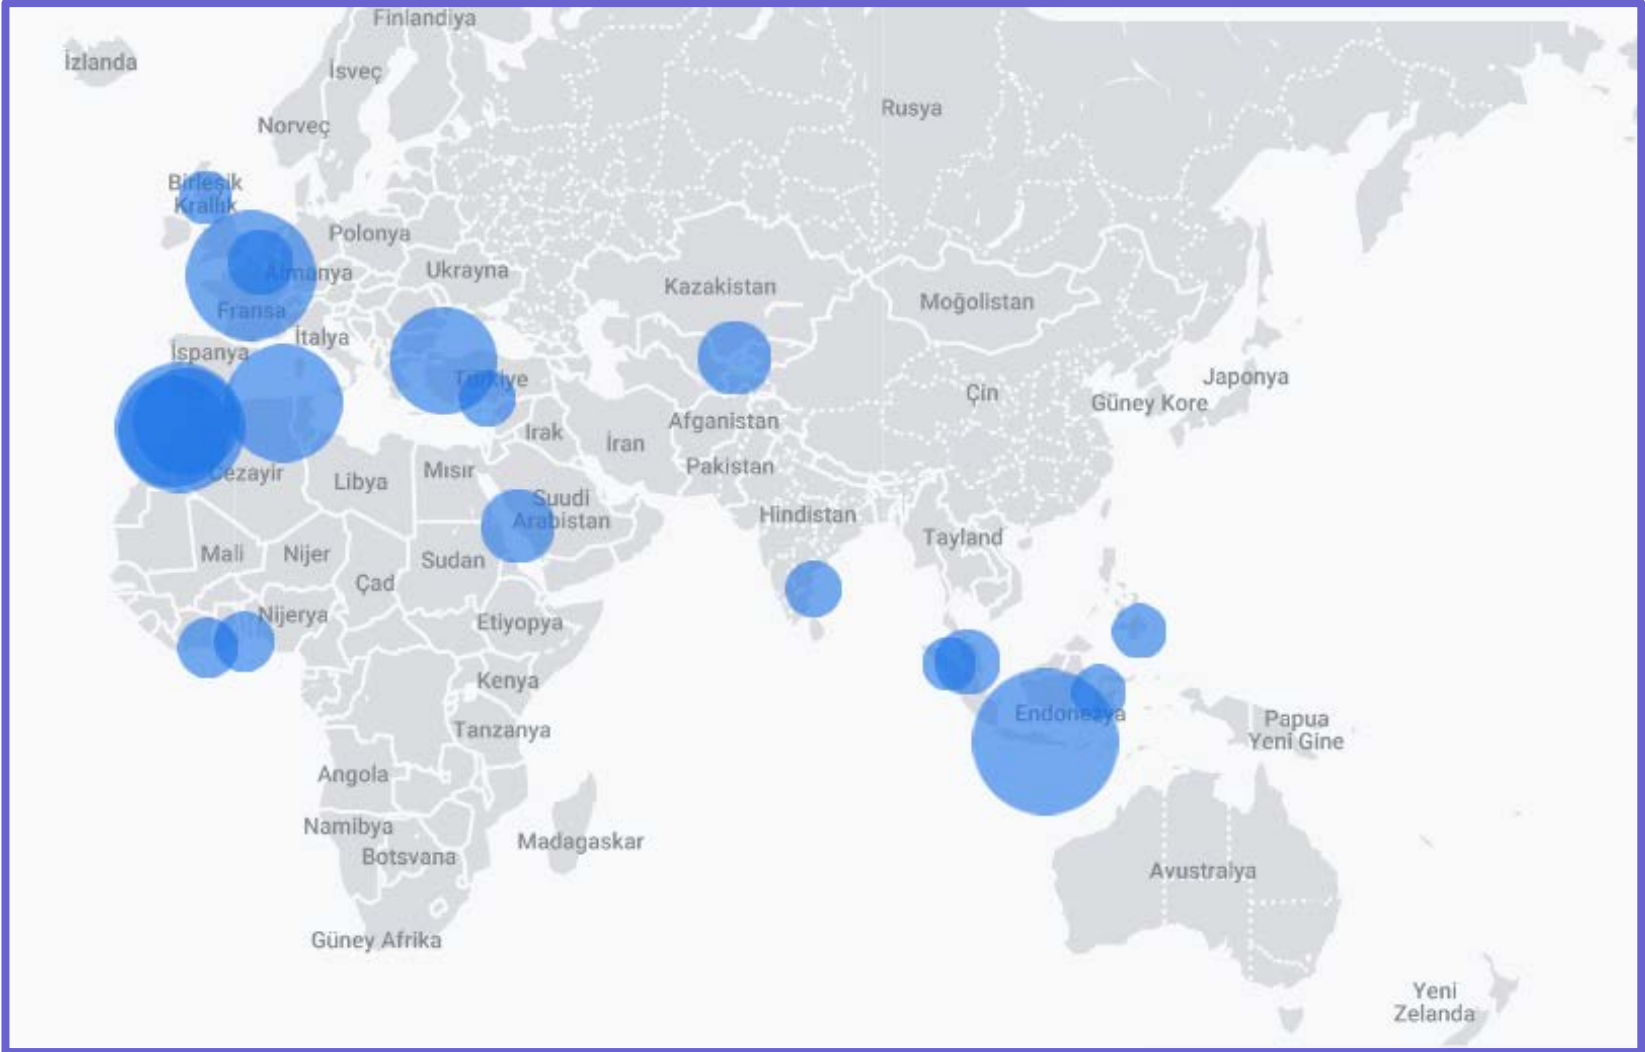 Finlandiya
İzlanda
İsveç
Rusya
Norveç
Birleşik
Krallık
Polonya
Almanya
Ukrayna
Kazakistan
Moğolistan
Fransa
İtalya
İspanya
Türkiye
Japonya
Çin
Güney Kore
Afganistan
Irak
İran
Pakistan
Cezayir
Libya
Mısır
Suudi
Arabistan
Hindistan
Tayland
Mali
Nijer
Sudan
Çad
Nijerya
Etiyopya
Kenya
Endonezya
Papua
Yeni Gine
Tanzanya
Angola
Namibya
Madagaskar
Botsvana
Avustralya
Güney Afrika
Yeni
Zelanda